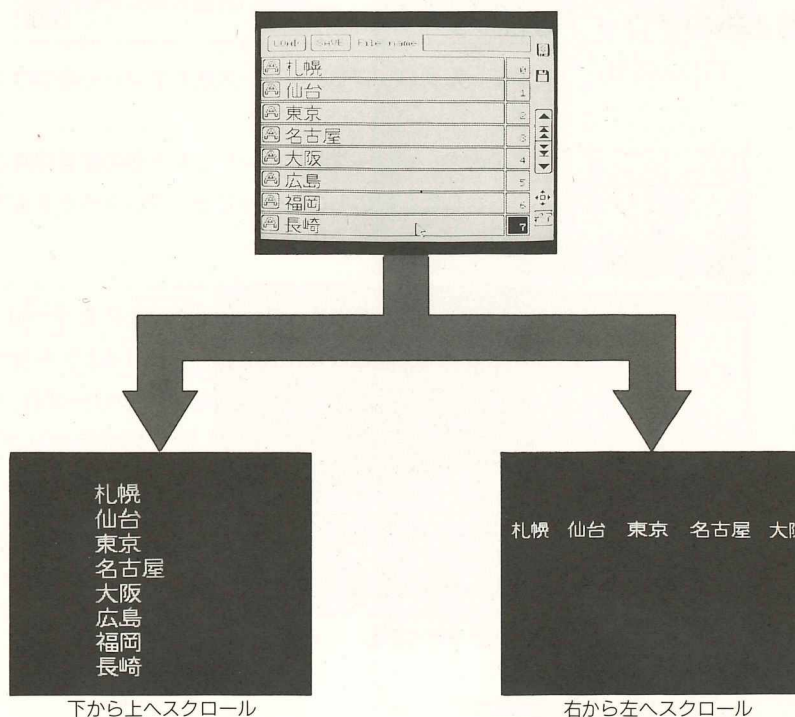 LOAD SAVE File name
札幌 0
仙台 1
東京 2
名古屋 3
大阪 4
広島 5
福岡 6
長崎 7
札幌
仙台
東京
名古屋
大阪
広島
福岡
長崎
下から上へスクロール
札幌 仙台 東京 名古屋 大阪
右から左へスクロール